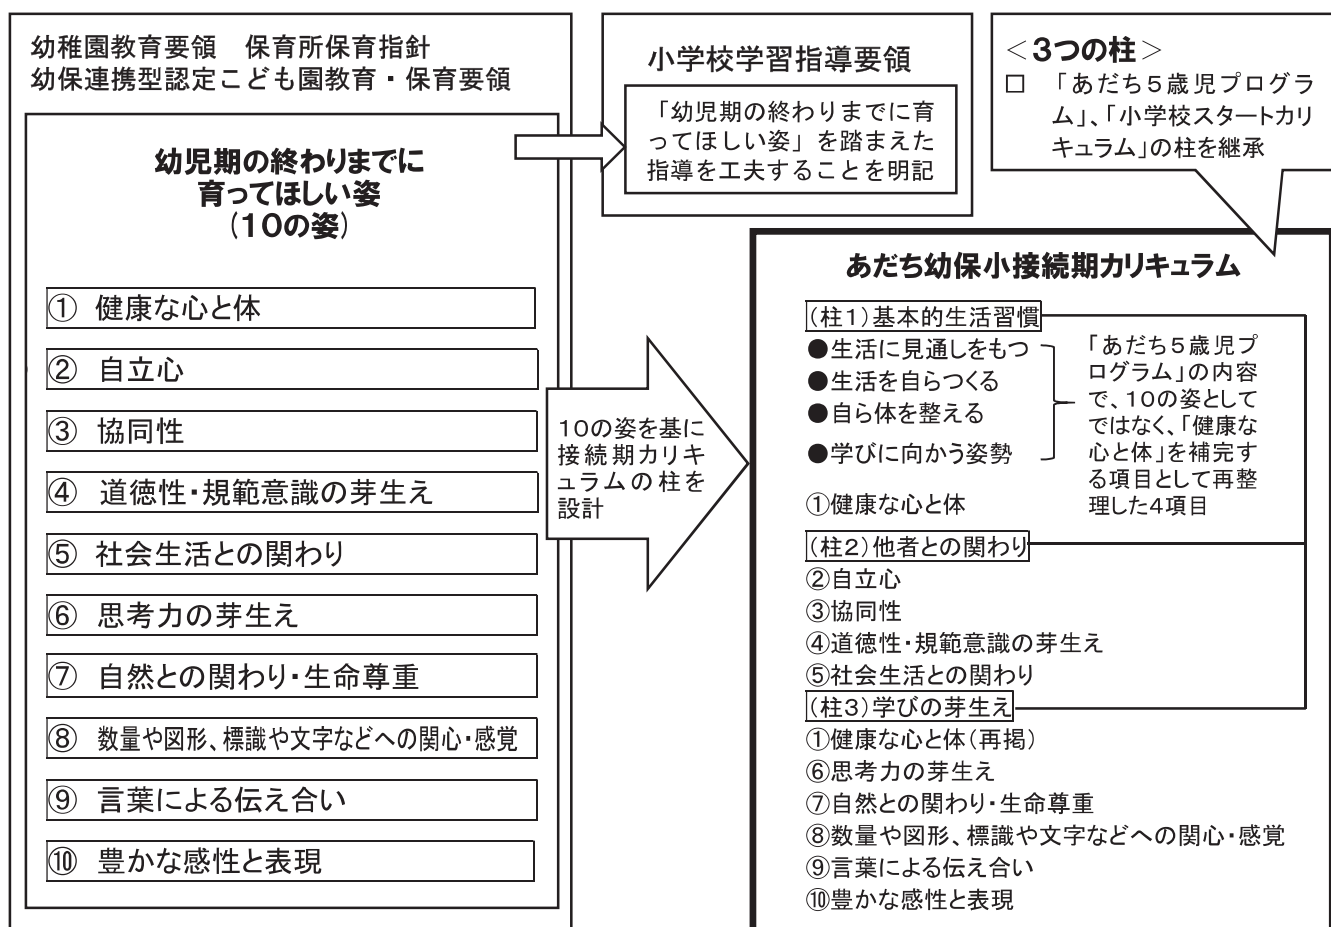 幼稚園教育要領　保育所保育指針
幼保連携型認定こども園教育・保育要領
幼児期の終わりまでに
育ってほしい姿
(10の姿)
① 健康な心と体
② 自立心
③ 協同性
④ 道徳性・規範意識の芽生え
⑤ 社会生活との関わり
⑥ 思考力の芽生え
⑦ 自然との関わり・生命尊重
⑧ 数量や図形、標識や文字などへの関心・感覚
⑨ 言葉による伝え合い
⑩ 豊かな感性と表現
小学校学習指導要領
「幼児期の終わりまでに育
ってほしい姿」を踏まえた
指導を工夫することを明記
＜3つの柱＞
□ 「あだち5歳児プログラ
ム」、「小学校スタートカリ
キュラム」の柱を継承
10の姿を基に
接続期カリキ
ュラムの柱を
設計
あだち幼保小接続期カリキュラム
(柱1)基本的生活習慣
●生活に見通しをもつ
●生活を自らつくる
●自ら体を整える
●学びに向かう姿勢
「あだち5歳児プ
ログラム」の内容
で、10の姿として
ではなく、「健康な
心と体」を補完す
る項目として再整
理した4項目
①健康な心と体
(柱2)他者との関わり
②自立心
③協同性
④道徳性・規範意識の芽生え
⑤社会生活との関わり
(柱3)学びの芽生え
①健康な心と体(再掲)
⑥思考力の芽生え
⑦自然との関わり・生命尊重
⑧数量や図形、標識や文字などへの関心・感覚
⑨言葉による伝え合い
⑩豊かな感性と表現